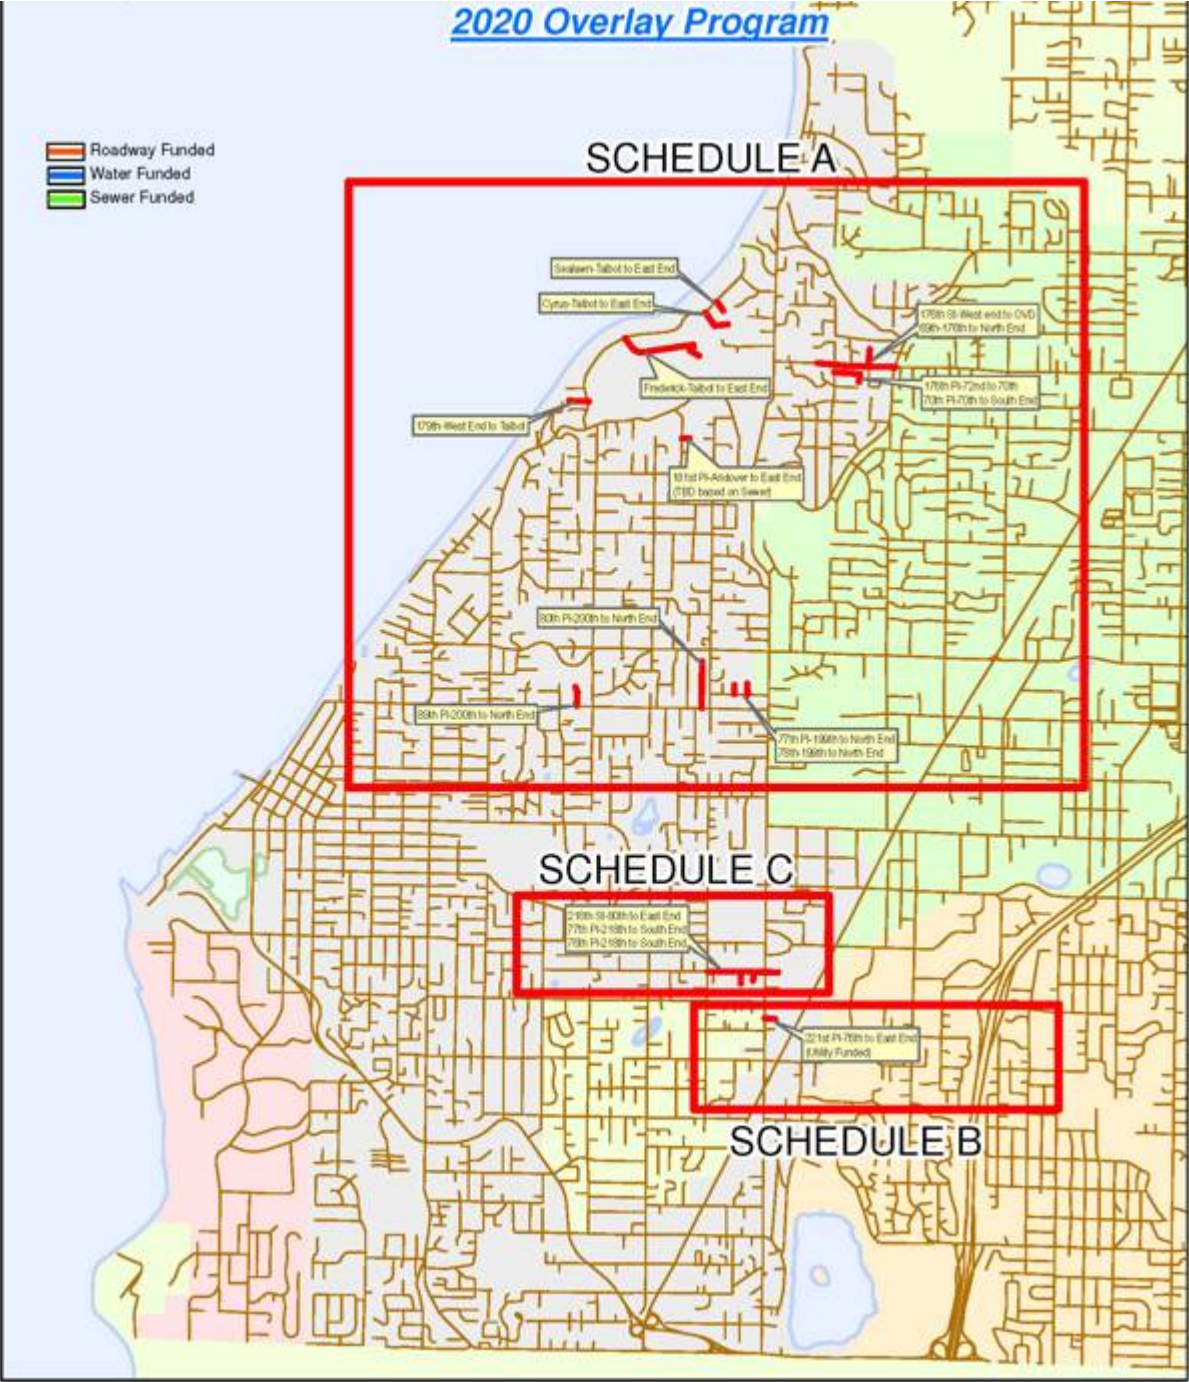 2020 Overlay Program
Roadway Funded
Water Funded
Sewer Funded
SCHEDULE A
Sealawn-Talbot to East End
Cyrus-Talbot to East End
176th St-West end to OVD
69th-176th to North End
Frederick-Talbot to East End
176th Pl-72nd to 70th
70th Pl-70th to South End
179th-West End to Talbot
181st Pl-Andover to East End
(TBD based on Sewer)
80th Pl-200th to North End
89th Pl-200th to North End
77th Pl-199th to North End
78th-199th to North End
SCHEDULE C
218th St-80th to East End
77th Pl-218th to South End
76th Pl-218th to South End
221st Pl-76th to East End
(Utility Funded)
SCHEDULE B